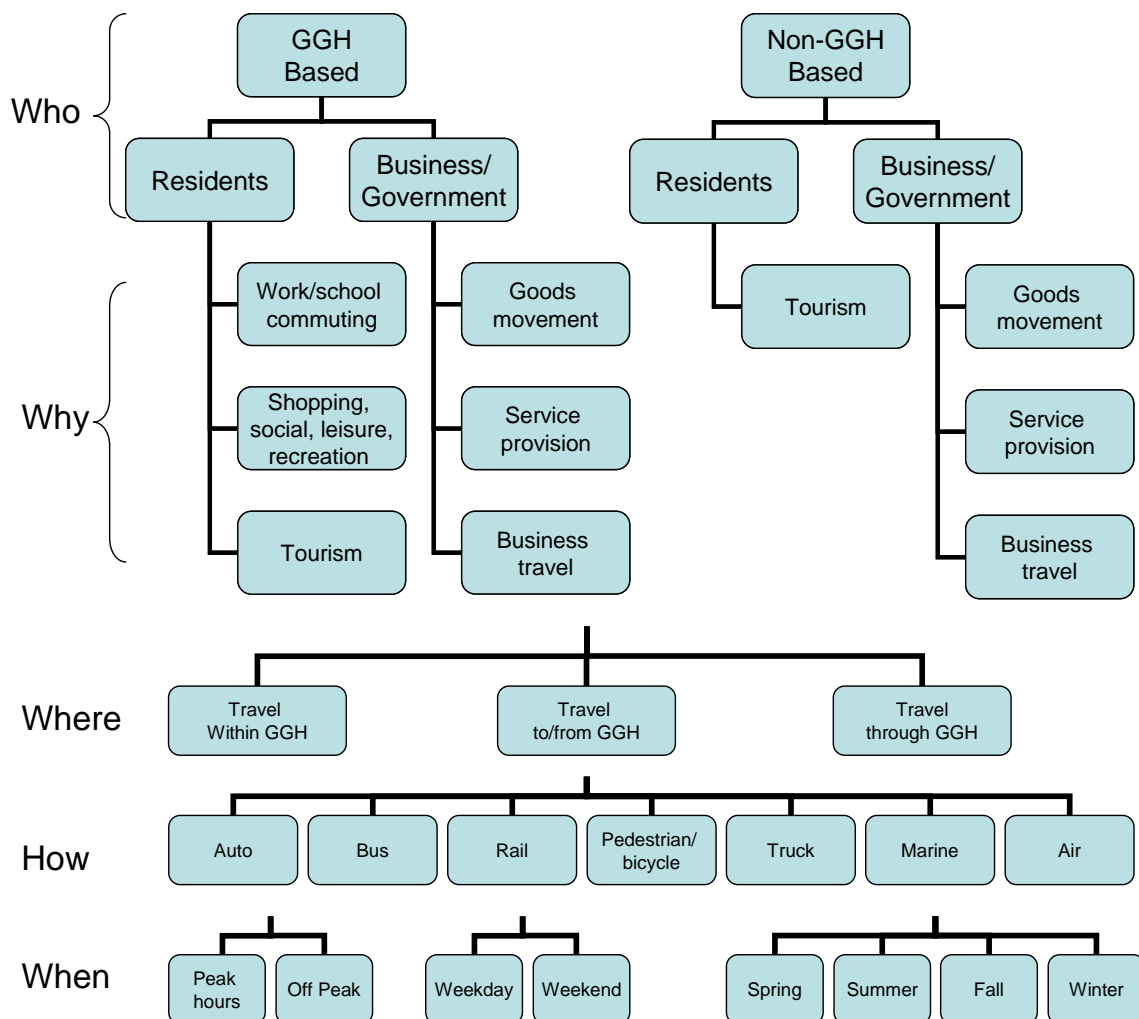 GGH
Based
Non-GGH
Based
Who
Residents
Business/
Government
Residents
Business/
Government
Why
Work/school
commuting
Goods
movement
Tourism
Goods
movement
Shopping,
social, leisure,
recreation
Service
provision
Service
provision
Tourism
Business
travel
Business
travel
Where
Travel
Within GGH
Travel
to/from GGH
Travel
through GGH
How
Auto
Bus
Rail
Pedestrian/
bicycle
Truck
Marine
Air
When
Peak
hours
Off Peak
Weekday
Weekend
Spring
Summer
Fall
Winter